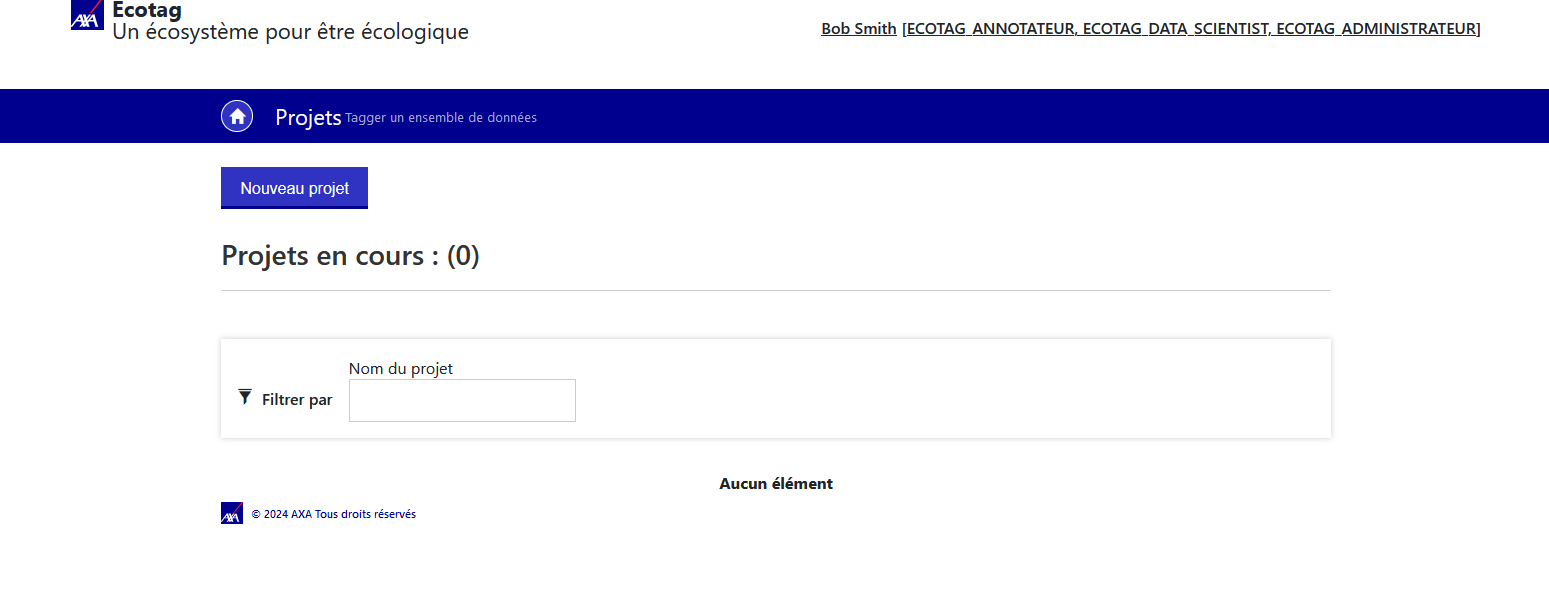 AXA
Ecotag
Un écosystème pour être écologique
Bob Smith [ECOTAG_ANNOTATEUR, ECOTAG_DATA_SCIENTIST, ECOTAG_ADMINISTRATEUR]
Projets Tagger un ensemble de données
Nouveau projet
Projets en cours : (0)
Nom du projet
Filtrer par
Aucun élément
AXA © 2024 AXA Tous droits réservés